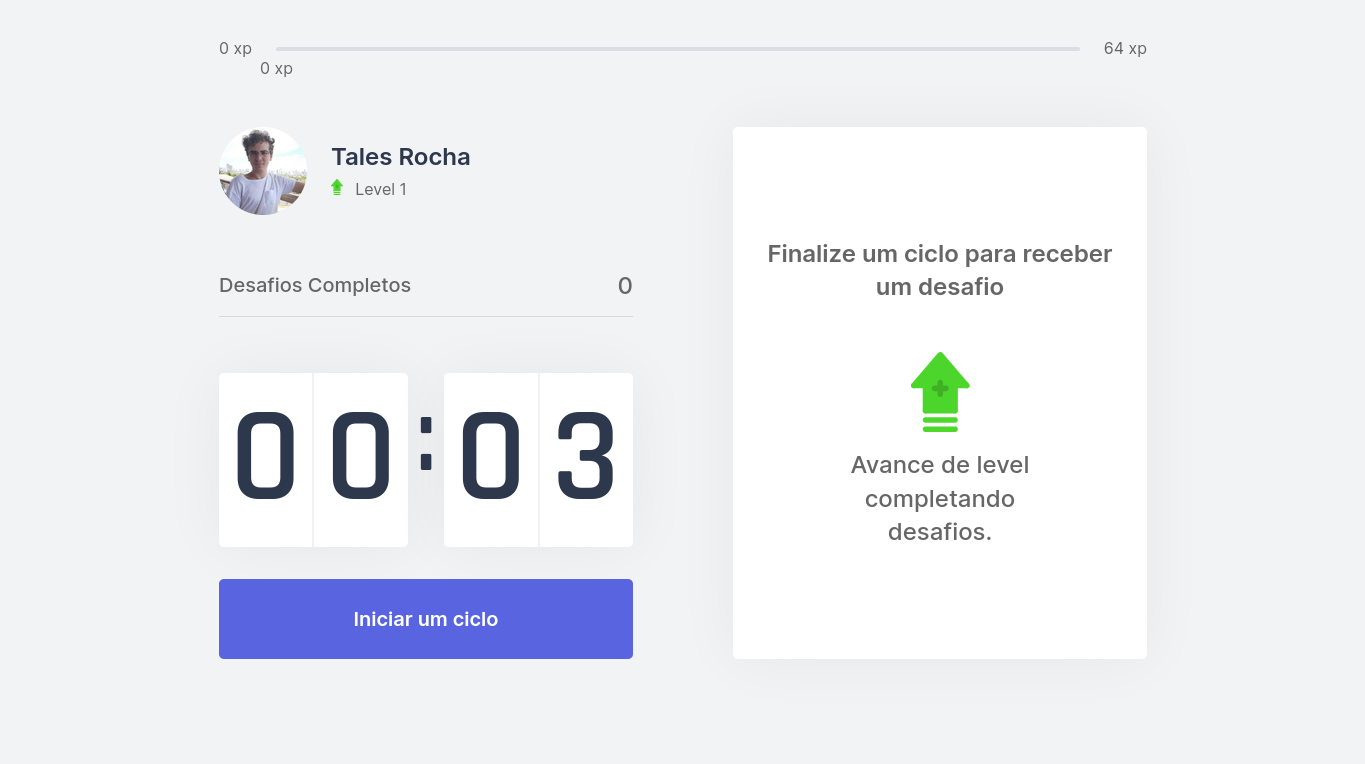 0 xp
64 xp
0 xp
Tales Rocha
Level 1
Desafios Completos
0
00:03
Iniciar um ciclo
Finalize um ciclo para receber
um desafio
Avance de level
completando
desafios.